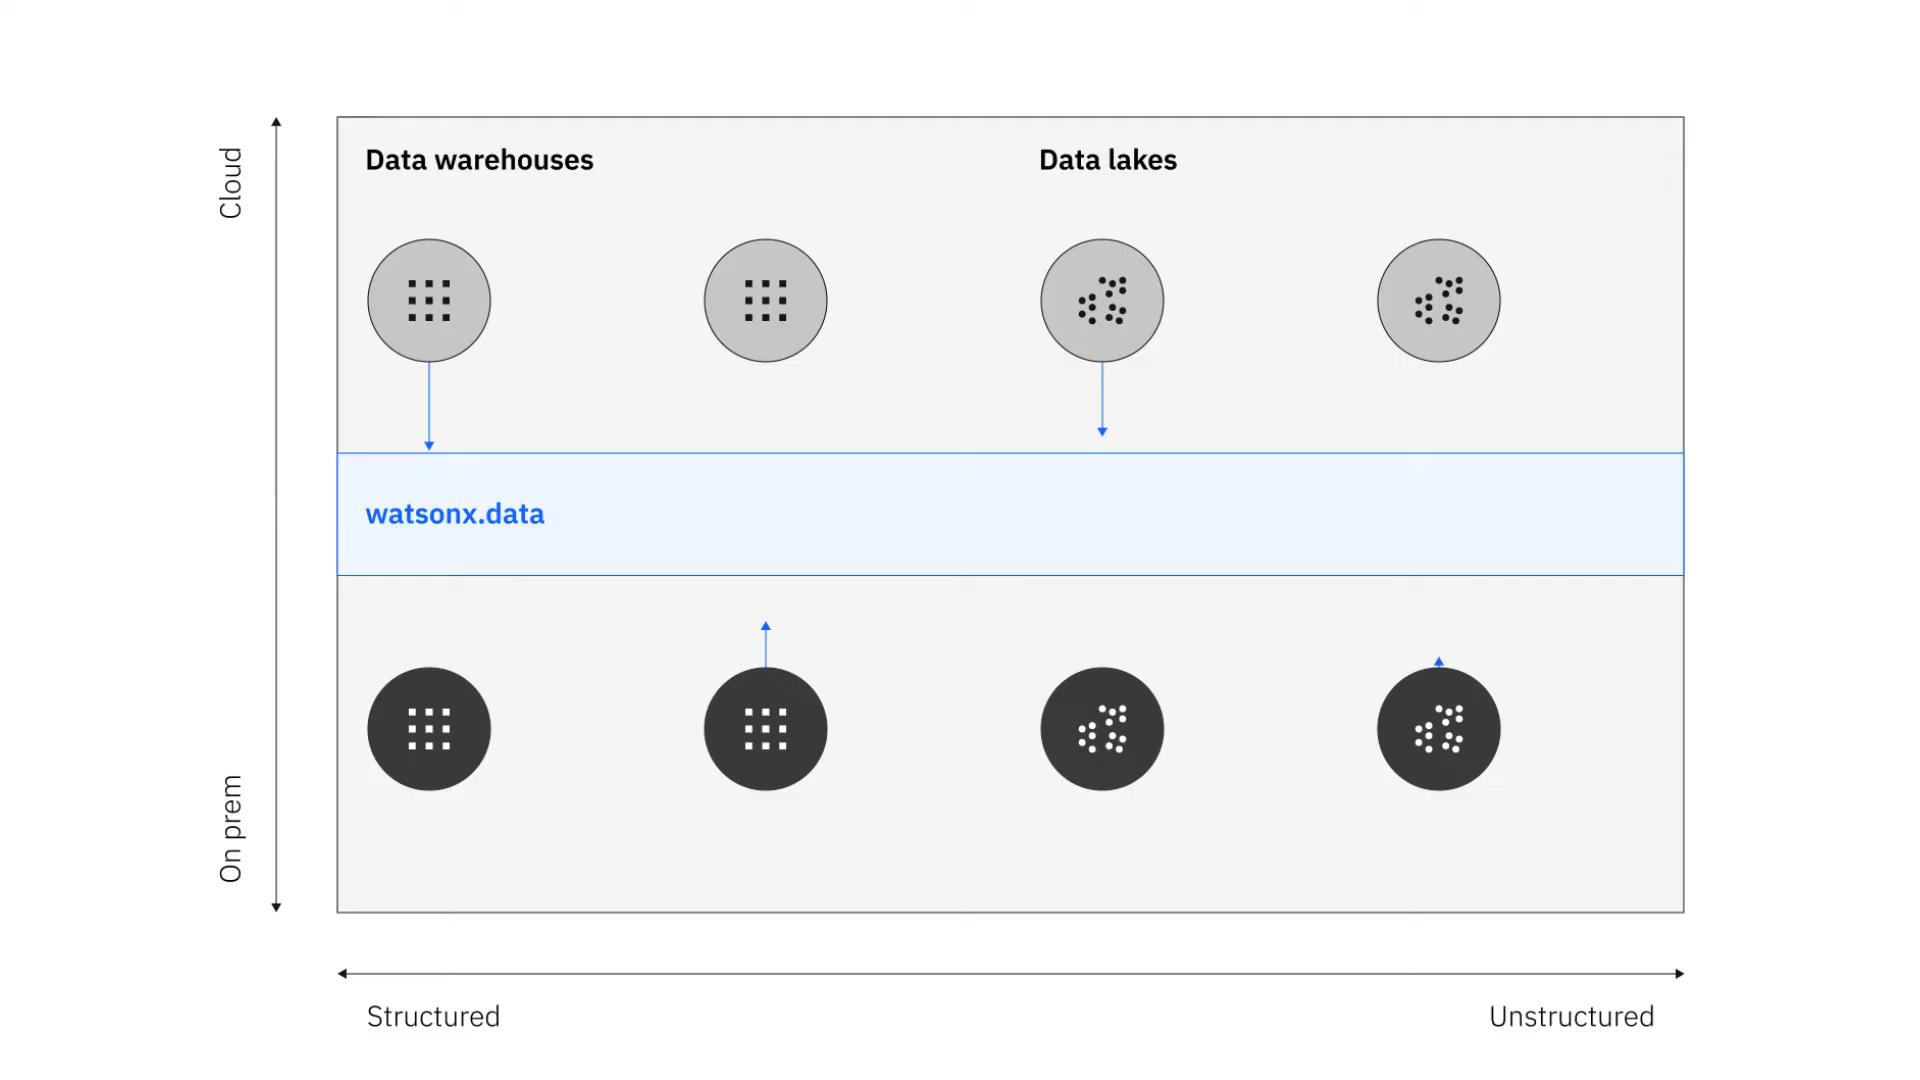 Cloud
Data warehouses
Data lakes
watsonx.data
On prem
Structured
Unstructured